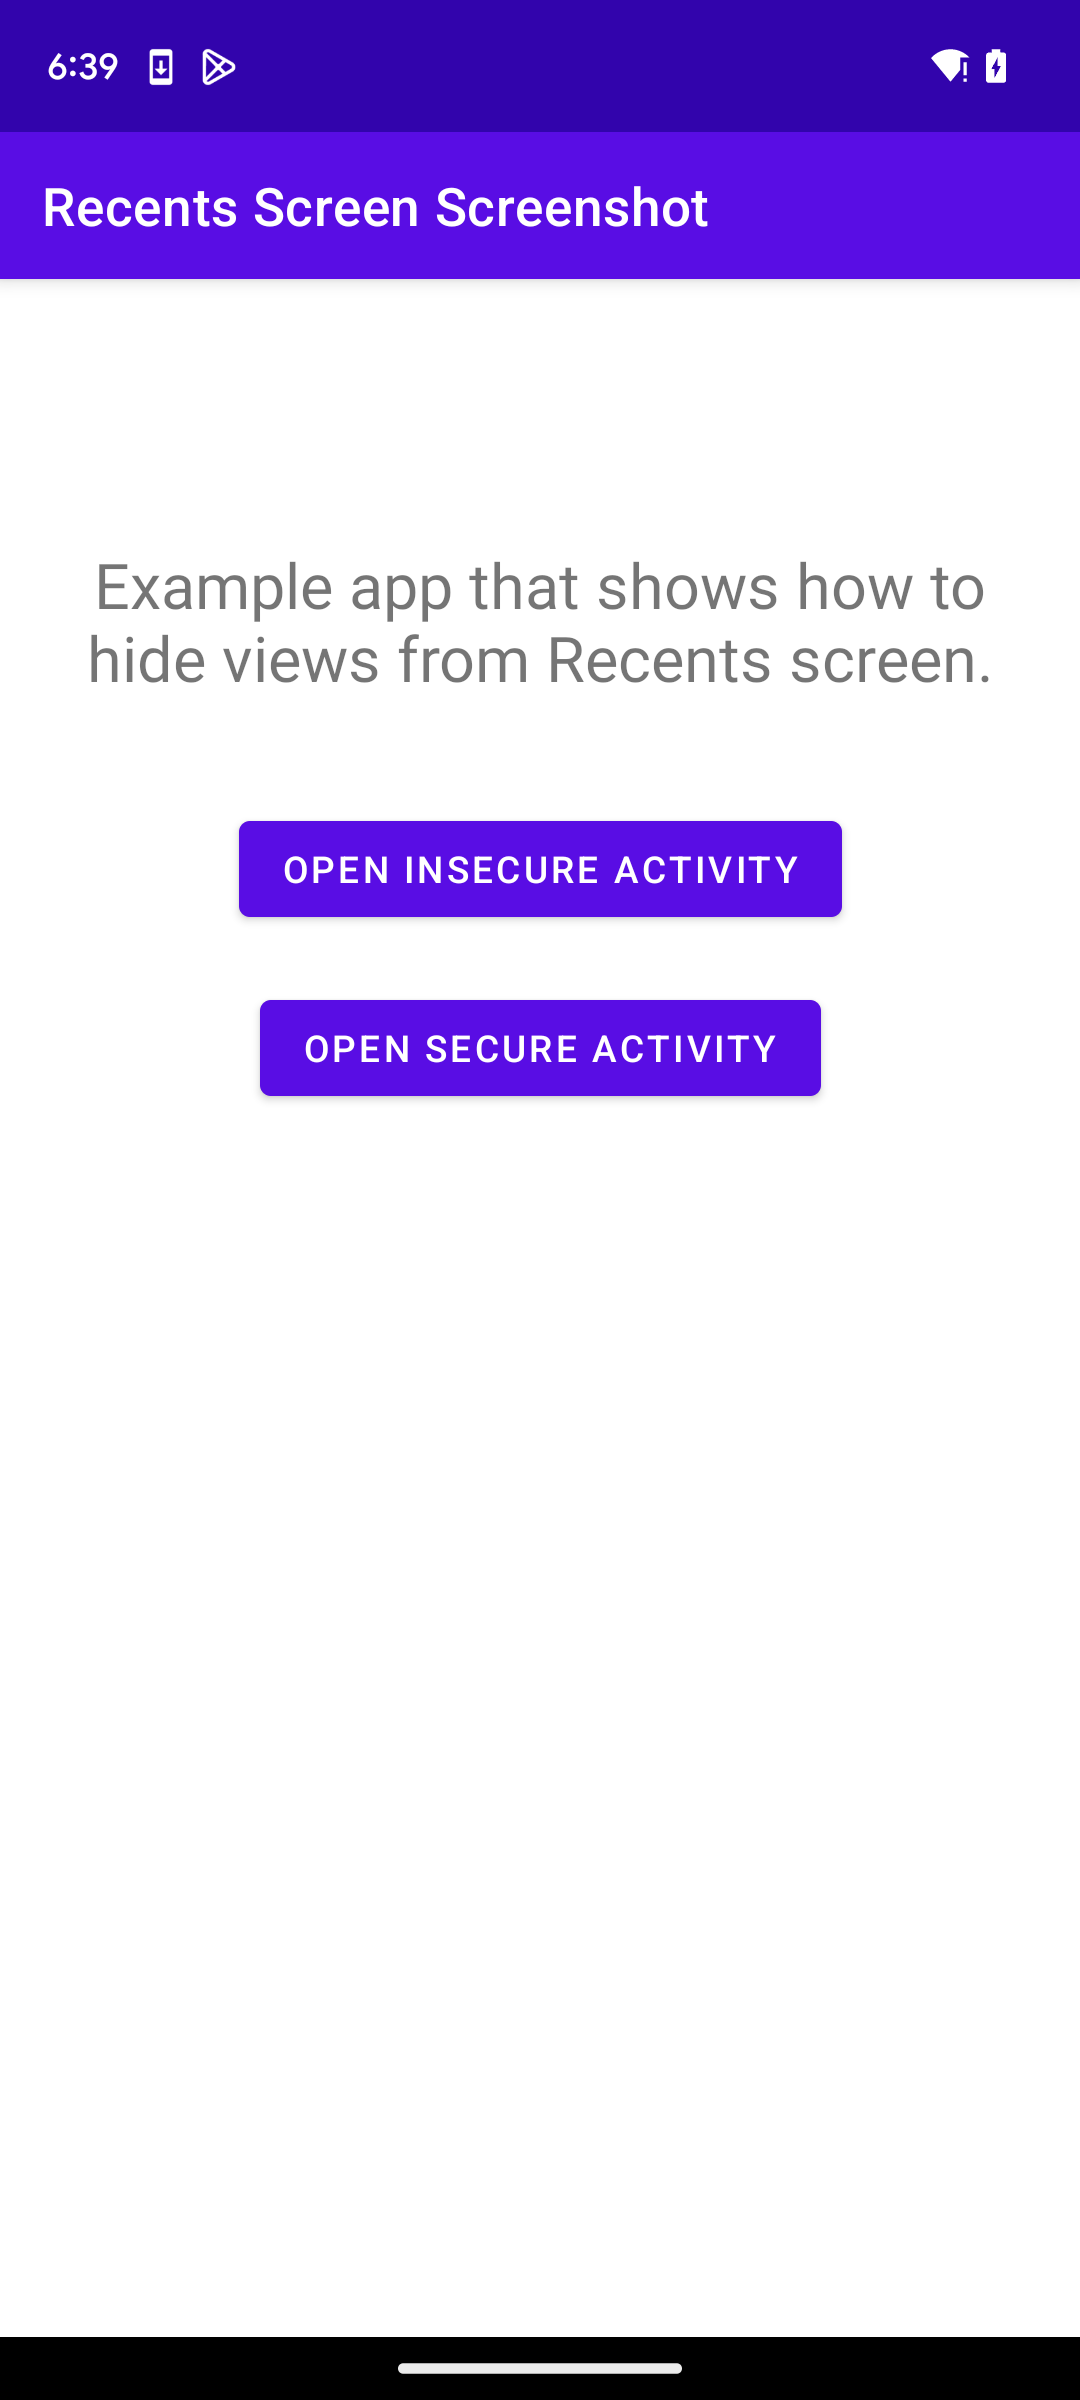 6:39
Recents Screen Screenshot
Example app that shows how to
hide views from Recents screen.
OPEN INSECURE ACTIVITY
OPEN SECURE ACTIVITY